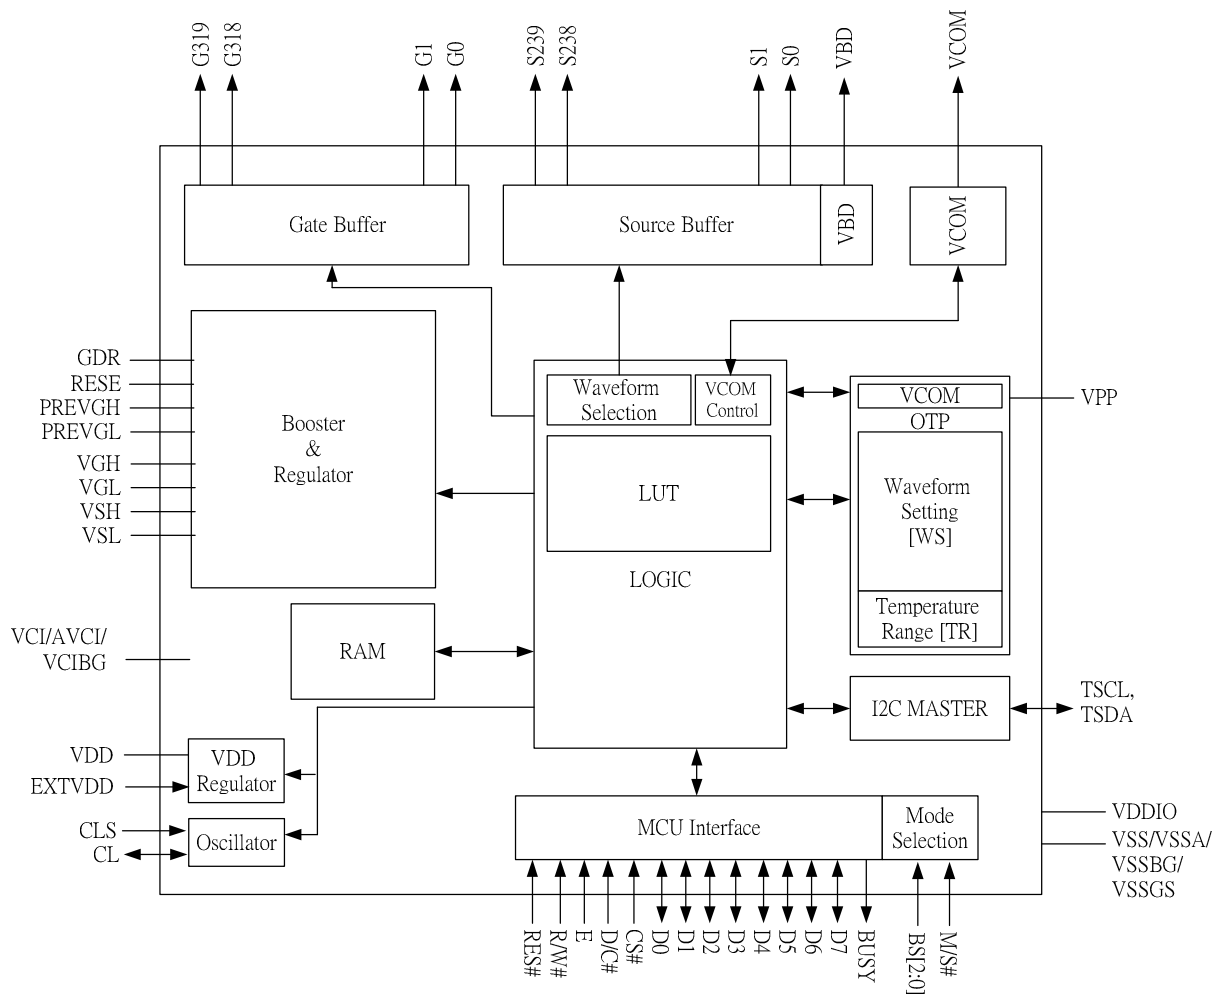 G319
G318
G1
G0
S239
S238
S1
S0
VBD
VCOM
Gate Buffer
Source Buffer
VBD
VCOM
GDR
RESE
PREVGH
PREVGL
VGH
VGL
VSH
VSL
Booster
&
Regulator
Waveform
Selection
VCOM
Control
LUT
LOGIC
VCOM
OTP
Waveform
Setting
[WS]
Temperature
Range [TR]
VPP
VCI/AVCI/
VCIBG
RAM
I2C MASTER
TSCL,
TSDA
VDD
EXTVDD
VDD
Regulator
CLS
CL
Oscillator
MCU Interface
Mode
Selection
VDDIO
VSS/VSSA/
VSSBG/
VSSGS
RES#
R/W#
E
D/C#
CS#
D0
D1
D2
D3
D4
D5
D6
D7
BUSY
BS[2:0]
M/S#